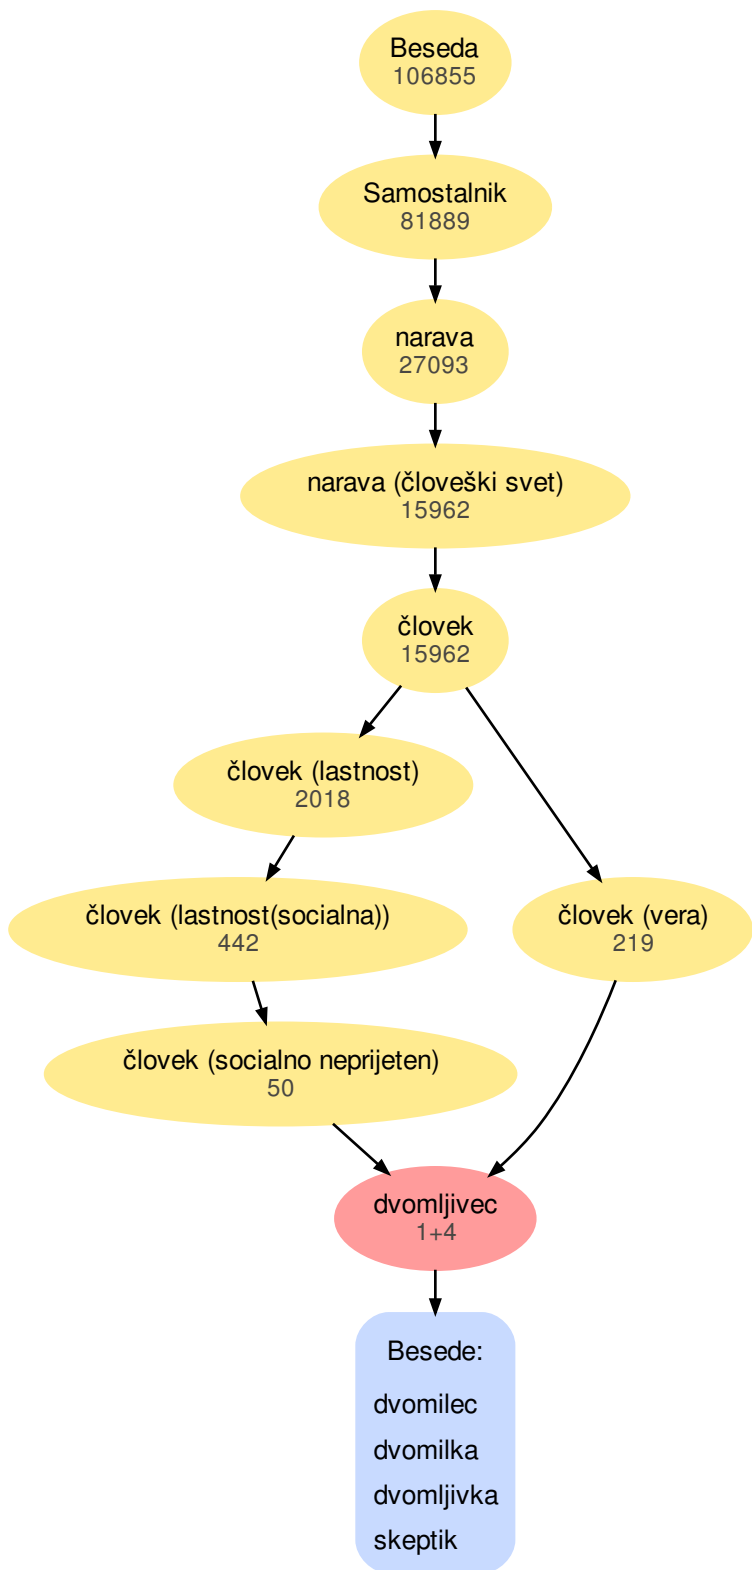 Beseda
106855
Samostalnik
81889
narava
27093
narava (človeški svet)
15962
človek
15962
človek (lastnost)
2018
človek (lastnost(socialna))
442
človek (vera)
219
človek (socialno neprijeten)
50
dvomljivec
1+4
Besede:
dvomilec
dvomilka
dvomljivka
skeptik